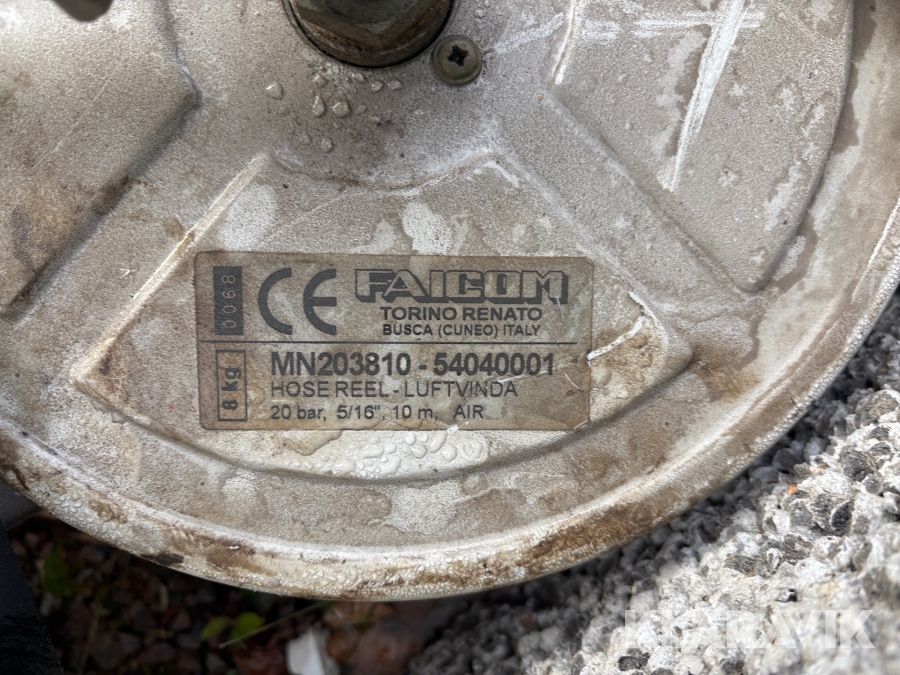 0068
CE FAICOM
TORINO RENATO
BUSCA (CUNEO) ITALY
8 kg
MN203810 - 54040001
HOSE REEL - LUFTVINDA
20 bar, 5/16", 10 m, AIR
KLARAVIK